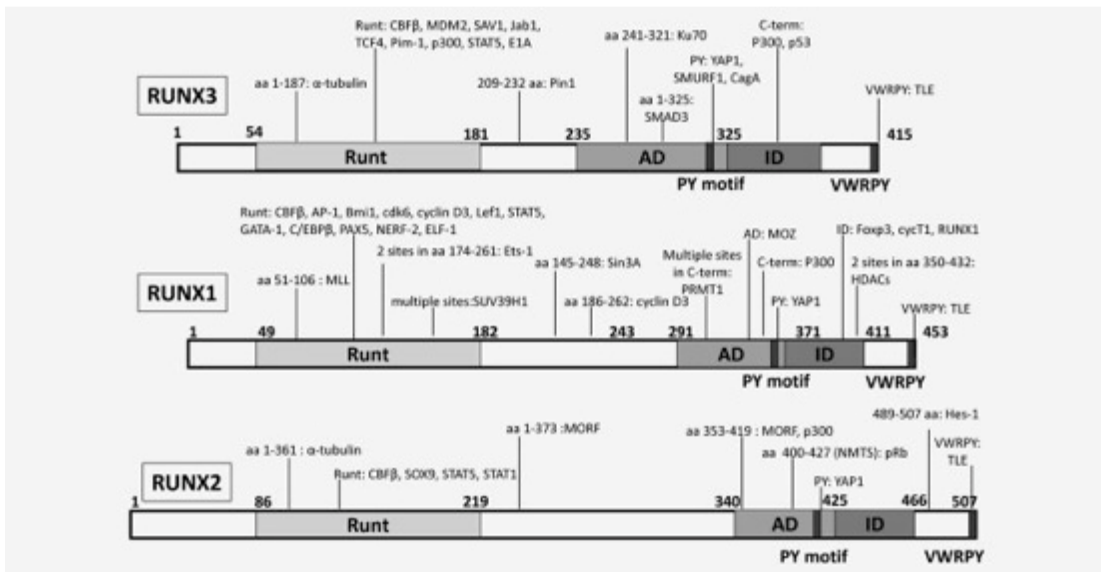 Runt: CBFβ, MDM2, SAV1, Jab1,
TCF4, Pim-1, p300, STAT5, E1A
aa 241-321: Ku70
C-term:
P300, p53
PY: YAP1,
SMURF1, CagA
RUNX3
aa 1-187: α-tubulin
209-232 aa: Pin1
aa 1-325:
SMAD3
VWRPY: TLE
1 54 181 235 325 415
Runt AD ID
PY motif VWRPY
Runt: CBFβ, AP-1, Bmi1, cdk6, cyclin D3, Lef1, STAT5,
GATA-1, C/EBPβ, PAX5, NERF-2, ELF-1
AD: MOZ
ID: Foxp3, cycT1, RUNX1
2 sites in aa 174-261: Ets-1
aa 145-248: Sin3A
Multiple sites
in C-term:
PRMT1
C-term: P300
2 sites in aa 350-432:
HDACs
RUNX1
aa 51-106 : MLL
multiple sites:SUV39H1
aa 186-262: cyclin D3
PY: YAP1
VWRPY: TLE
1 49 182 243 291 371 411 453
Runt AD ID
PY motif VWRPY
489-507 aa: Hes-1
aa 1-373 :MORF
aa 353-419 : MORF, p300
aa 1-361 : α-tubulin
aa 400-427 (NMTS): pRb
VWRPY:
TLE
RUNX2
Runt: CBFβ, SOX9, STAT5, STAT1
PY: YAP1
1 86 219 340 425 466 507
Runt AD ID
PY motif VWRPY